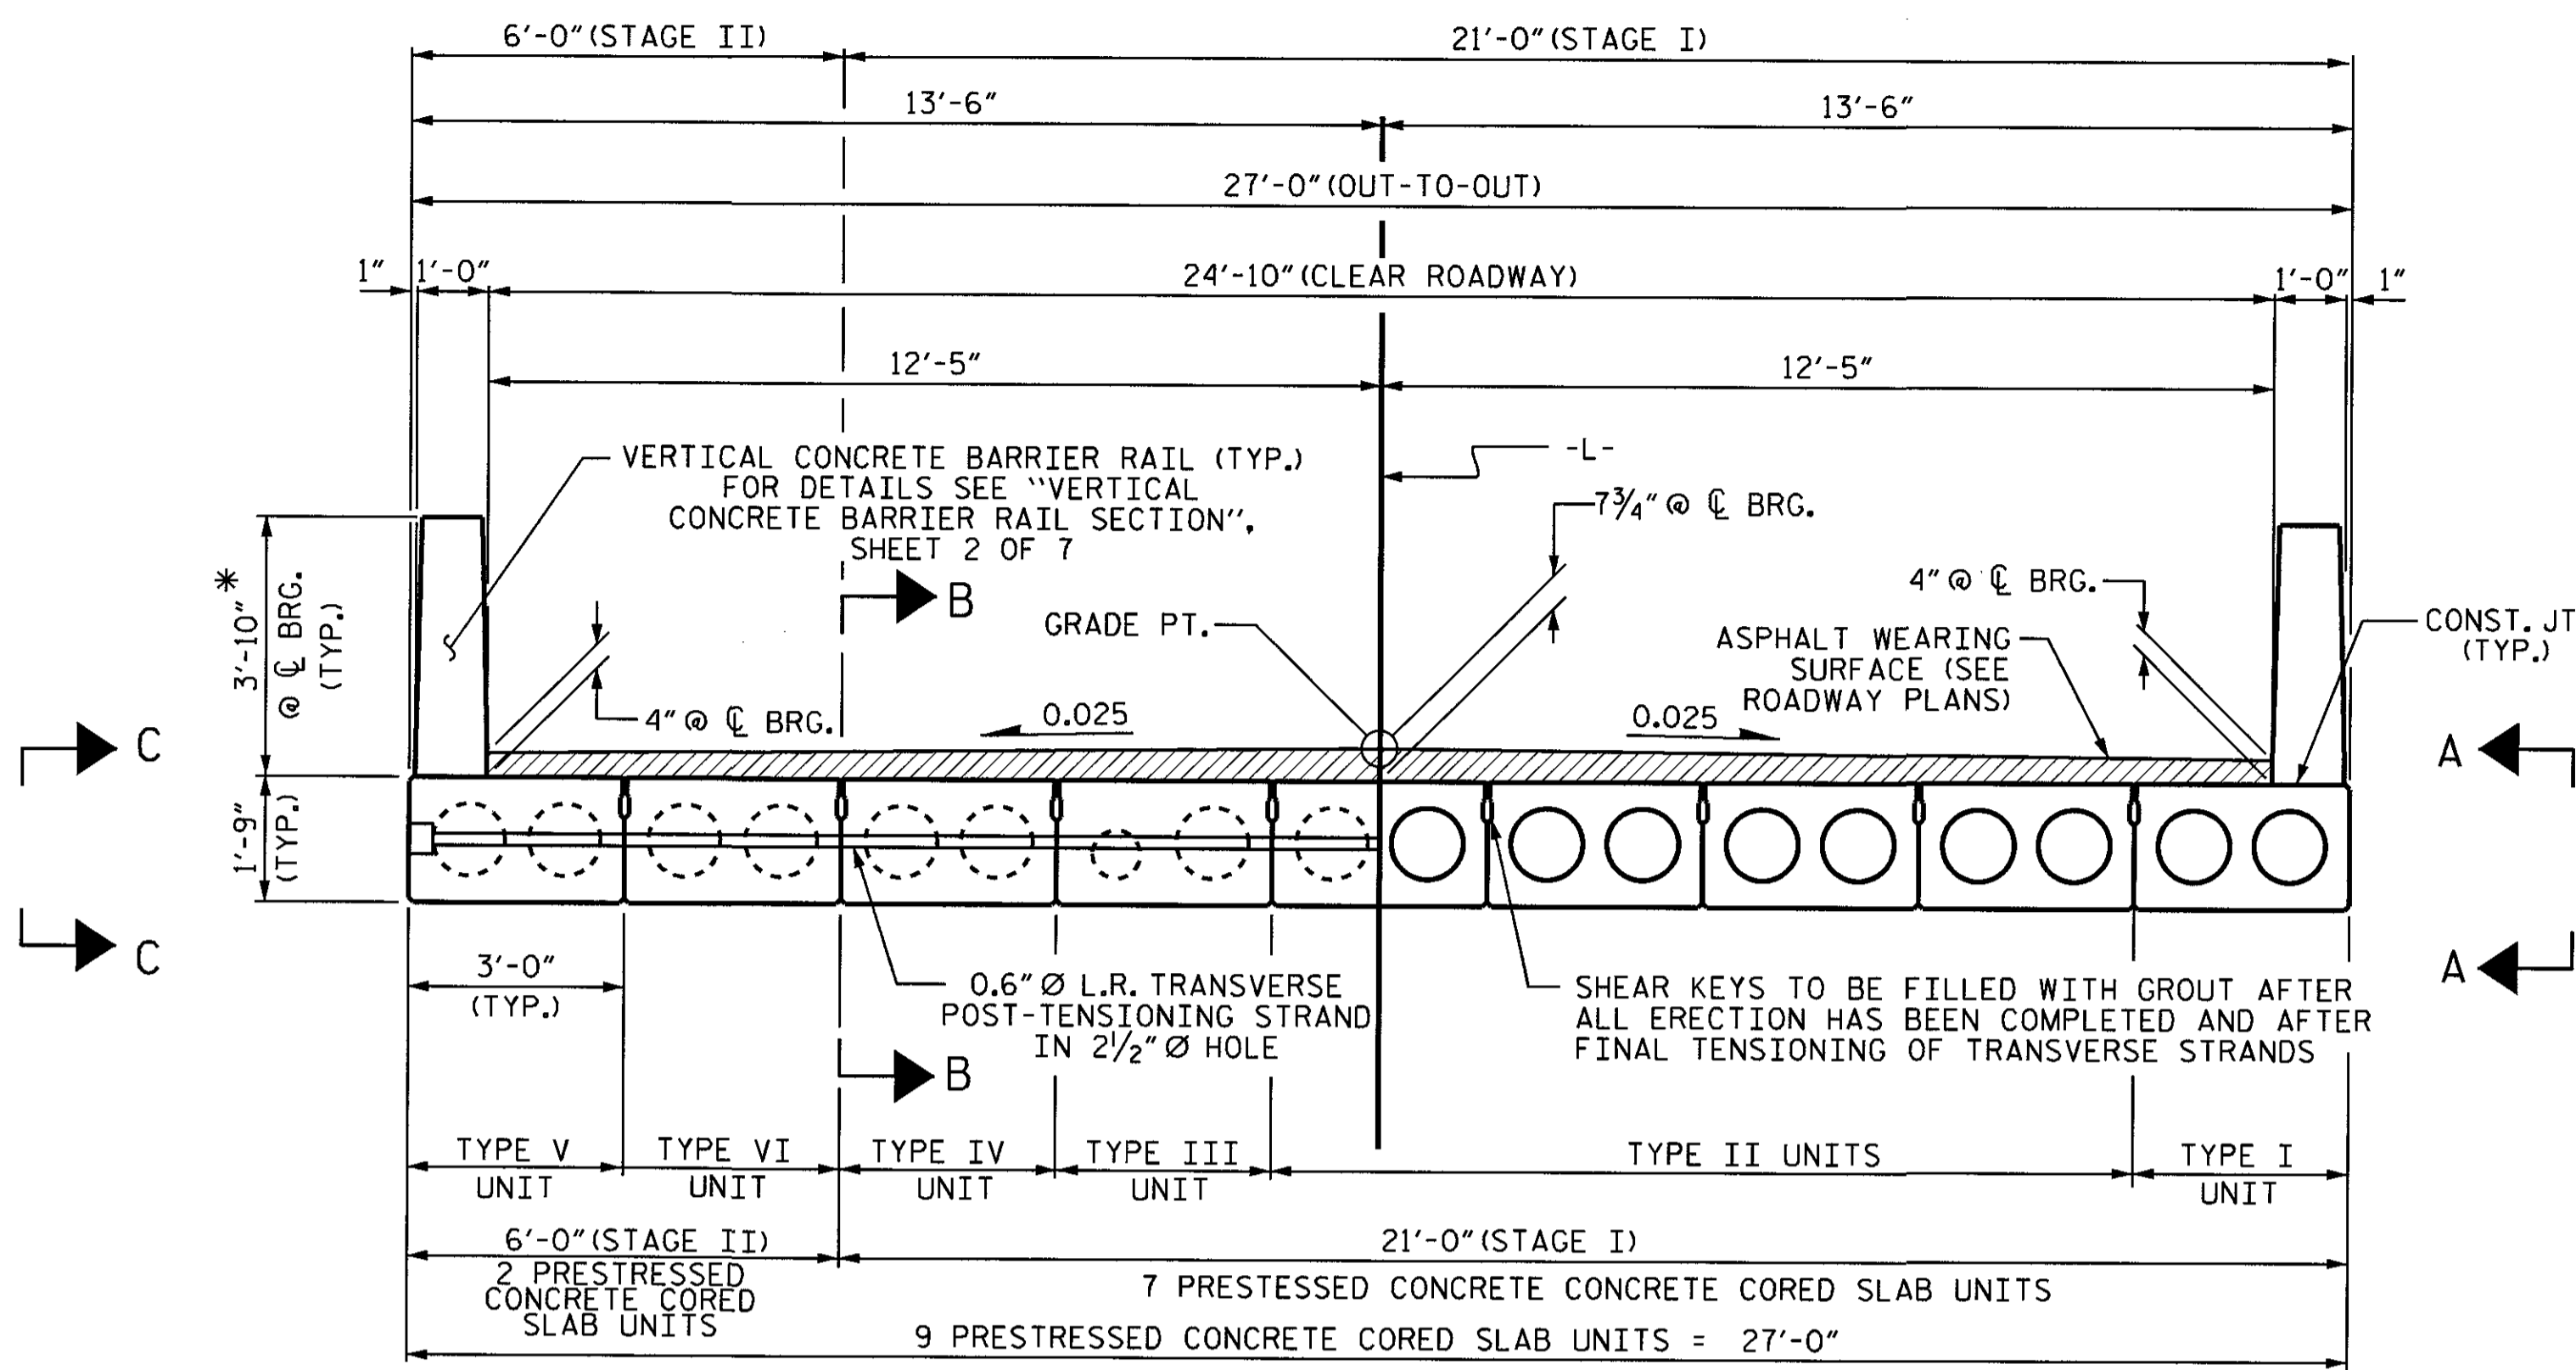 6'-0" (STAGE II)
21'-0" (STAGE I)
13'-6"
13'-6"
27'-0" (OUT-TO-OUT)
1"
1'-0"
24'-10" (CLEAR ROADWAY)
1'-0"
1"
12'-5"
12'-5"
VERTICAL CONCRETE BARRIER RAIL (TYP.)
FOR DETAILS SEE "VERTICAL
CONCRETE BARRIER RAIL SECTION",
SHEET 2 OF 7
-L-
7¾" @ ℄ BRG.
3'-10" *
@ ℄ BRG.
(TYP.)
B
GRADE PT.
4" @ ℄ BRG.
ASPHALT WEARING
SURFACE (SEE
ROADWAY PLANS)
CONST. JT
(TYP.)
4" @ ℄ BRG.
0.025
0.025
C
A
1'-9"
(TYP.)
C
A
3'-0"
(TYP.)
0.6" Ø L.R. TRANSVERSE
POST-TENSIONING STRAND
IN 2½" Ø HOLE
SHEAR KEYS TO BE FILLED WITH GROUT AFTER
ALL ERECTION HAS BEEN COMPLETED AND AFTER
FINAL TENSIONING OF TRANSVERSE STRANDS
B
TYPE V
UNIT
TYPE VI
UNIT
TYPE IV
UNIT
TYPE III
UNIT
TYPE II UNITS
TYPE I
UNIT
6'-0" (STAGE II)
21'-0" (STAGE I)
2 PRESTRESSED
CONCRETE CORED
SLAB UNITS
7 PRESTESSED CONCRETE CONCRETE CORED SLAB UNITS
9 PRESTRESSED CONCRETE CORED SLAB UNITS = 27'-0"